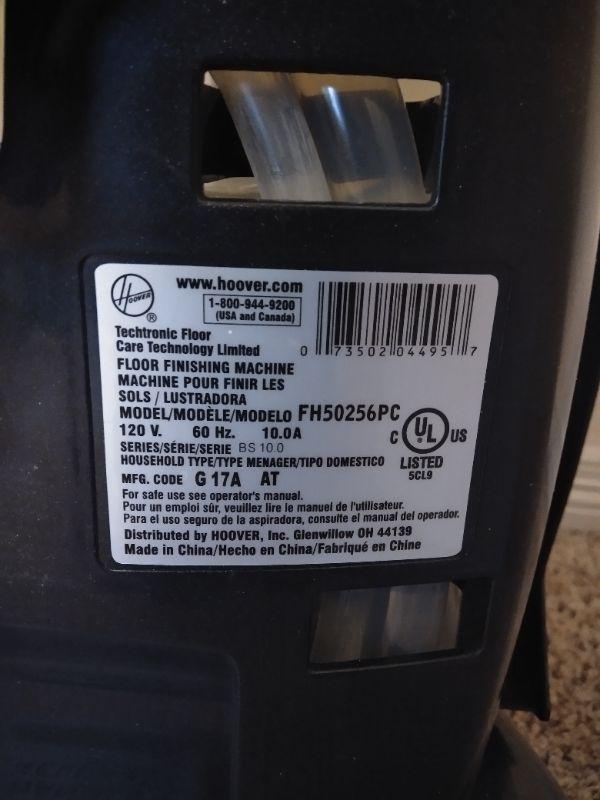 HOOVER
®
www.hoover.com
1-800-944-9200
(USA and Canada)
Techtronic Floor
Care Technology Limited
0 73502 04495 7
FLOOR FINISHING MACHINE
MACHINE POUR FINIR LES
SOLS / LUSTRADORA
MODEL/MODÈLE/MODELO FH50256PC
120 V. 60 Hz. 10.0A
SERIES/SÉRIE/SERIE BS 10.0
HOUSEHOLD TYPE/TYPE MENAGER/TIPO DOMESTICO
C UL US
LISTED
5CL9
MFG. CODE G 17A AT
For safe use see operator's manual.
Pour un emploi sûr, veuillez lire le manuel de l'utilisateur.
Para el uso seguro de la aspiradora, consulte el manual del operador.
Distributed by HOOVER, Inc. Glenwillow OH 44139
Made in China/Hecho en China/Fabriqué en Chine